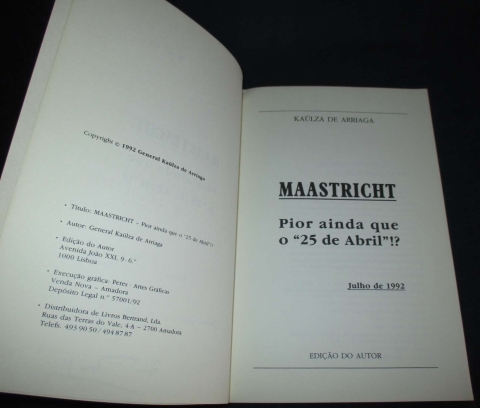 Copyright © 1992 General Kaúlza de Arriaga
• Título: MAASTRICHT – Pior ainda que o "25 de Abril"!?
• Autor: General Kaúlza de Arriaga
• Edição do Autor
Avenida João XXI, 9- 6.º
1000 Lisboa
• Execução gráfica: Peres - Artes Gráficas
Venda Nova – Amadora
Depósito Legal n.º 57001/92
• Distribuidora de Livros Bertrand, Lda.
Ruas das Terras do Vale, 4-A – 2700 Amadora
Telefs. 493 90 50 / 494 87 87
KAÚLZA DE ARRIAGA
MAASTRICHT
Pior ainda que
o "25 de Abril"!?
Julho de 1992
EDIÇÃO DO AUTOR